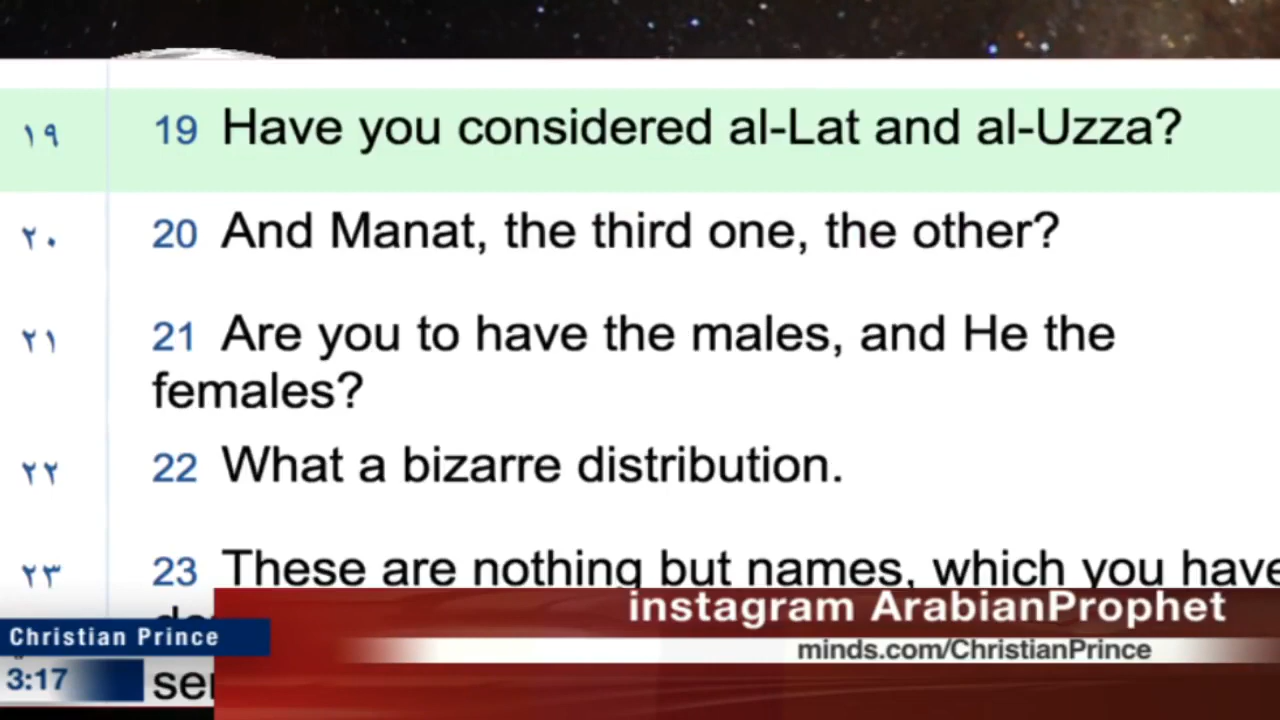 ١٩ 19 Have you considered al-Lat and al-Uzza?
٢٠ 20 And Manat, the third one, the other?
٢١ 21 Are you to have the males, and He the
females?
٢٢ 22 What a bizarre distribution.
٢٣ 23 These are nothing but names, which you have
instagram ArabianProphet
Christian Prince
minds.com/ChristianPrince
3:17